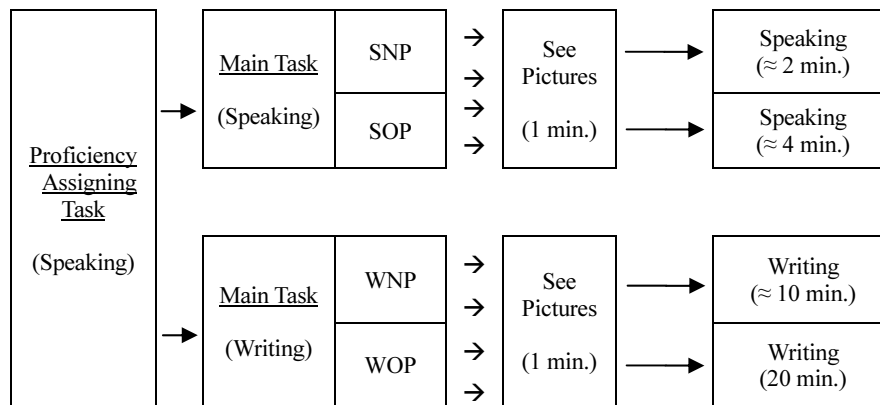 Proficiency
Assigning
Task
(Speaking)
Main Task
(Speaking)
SNP
SOP
→
→
→
→
See
Pictures
(1 min.)
Speaking
(≈ 2 min.)
Speaking
(≈ 4 min.)
Main Task
(Writing)
WNP
WOP
→
→
→
→
See
Pictures
(1 min.)
Writing
(≈ 10 min.)
Writing
(20 min.)